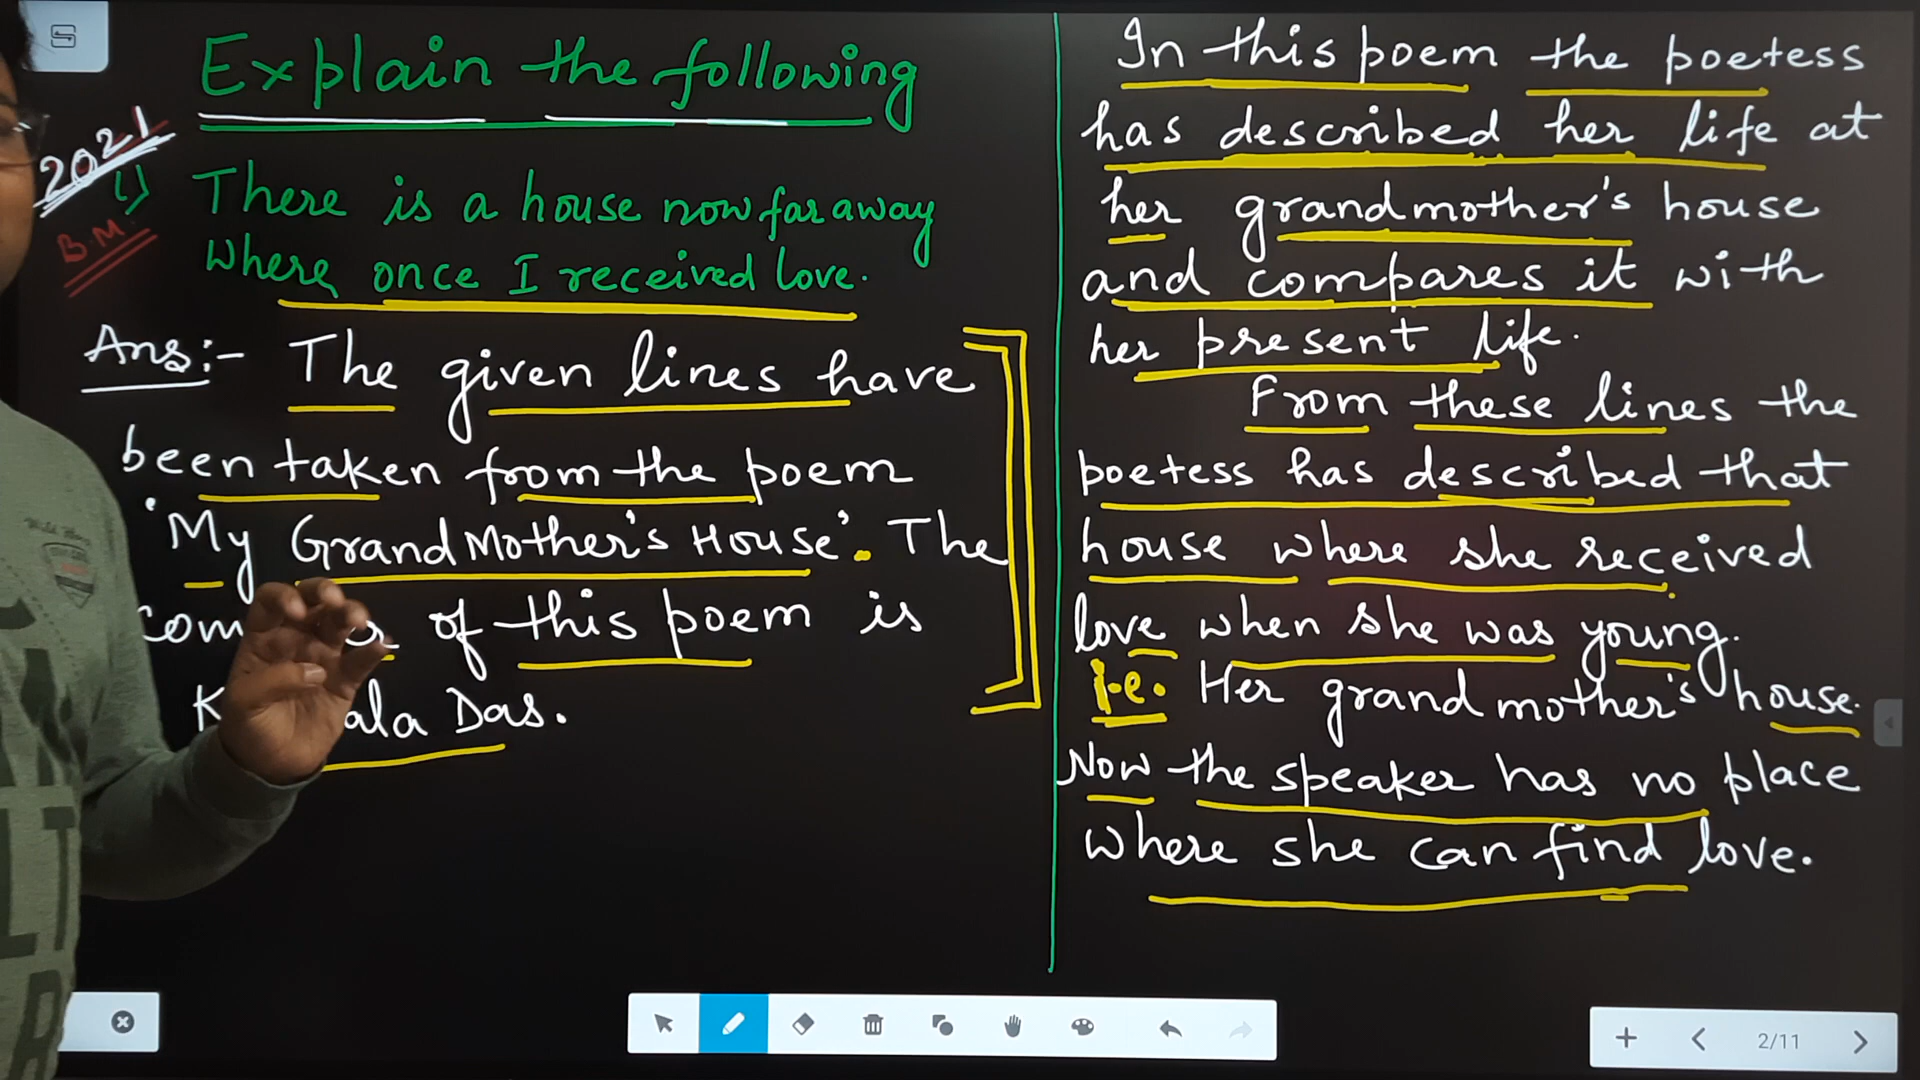 Explain the following
2021
1)
B.M.
There is a house now far away
Where once I received love.
Ans:- The given lines have
been taken from the poem
'My GrandMother's House'. The
of this poem is
Das.
In this poem the poetess
has described her life at
her grandmother's house
and compares it with
her present life.
From these lines the
poetess has described that
house where she received
love when she was young.
i.e. Her grand mother's house.
Now the speaker has no place
where she can find love.
2/11